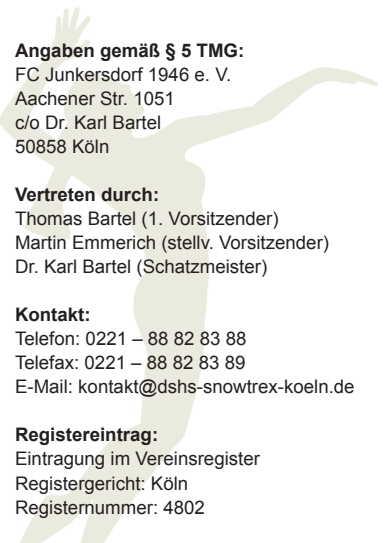 Angaben gemäß § 5 TMG:
FC Junkersdorf 1946 e. V.
Aachener Str. 1051
c/o Dr. Karl Bartel
50858 Köln
Vertreten durch:
Thomas Bartel (1. Vorsitzender)
Martin Emmerich (stellv. Vorsitzender)
Dr. Karl Bartel (Schatzmeister)
Kontakt:
Telefon: 0221 – 88 82 83 88
Telefax: 0221 – 88 82 83 89
E-Mail: kontakt@dshs-snowtrex-koeln.de
Registereintrag:
Eintragung im Vereinsregister
Registergericht: Köln
Registernummer: 4802